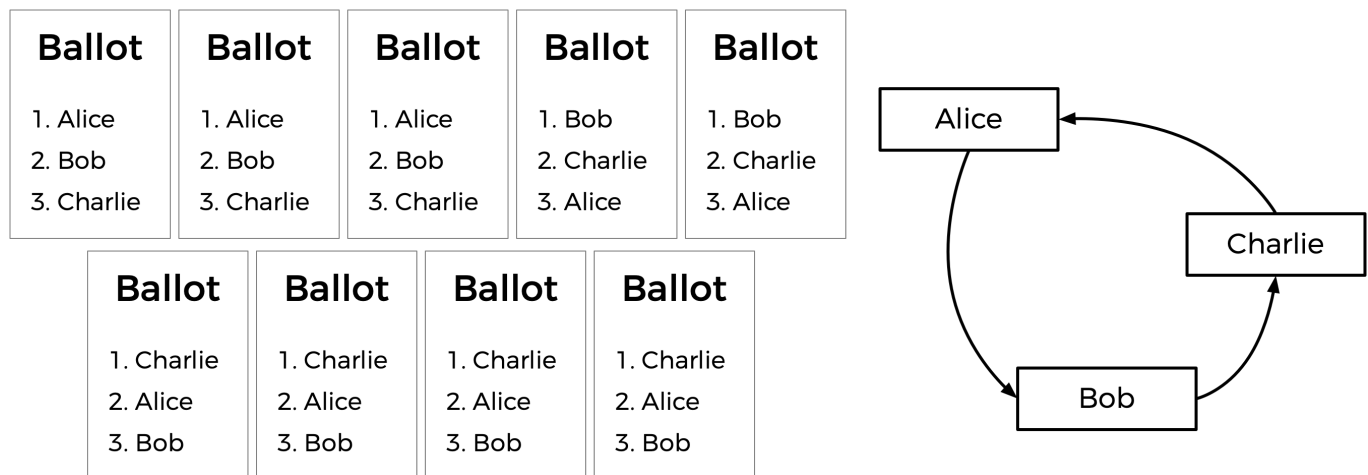 Ballot
1. Alice
2. Bob
3. Charlie
Ballot
1. Alice
2. Bob
3. Charlie
Ballot
1. Alice
2. Bob
3. Charlie
Ballot
1. Bob
2. Charlie
3. Alice
Ballot
1. Bob
2. Charlie
3. Alice
Ballot
1. Charlie
2. Alice
3. Bob
Ballot
1. Charlie
2. Alice
3. Bob
Ballot
1. Charlie
2. Alice
3. Bob
Ballot
1. Charlie
2. Alice
3. Bob
Alice
Charlie
Bob